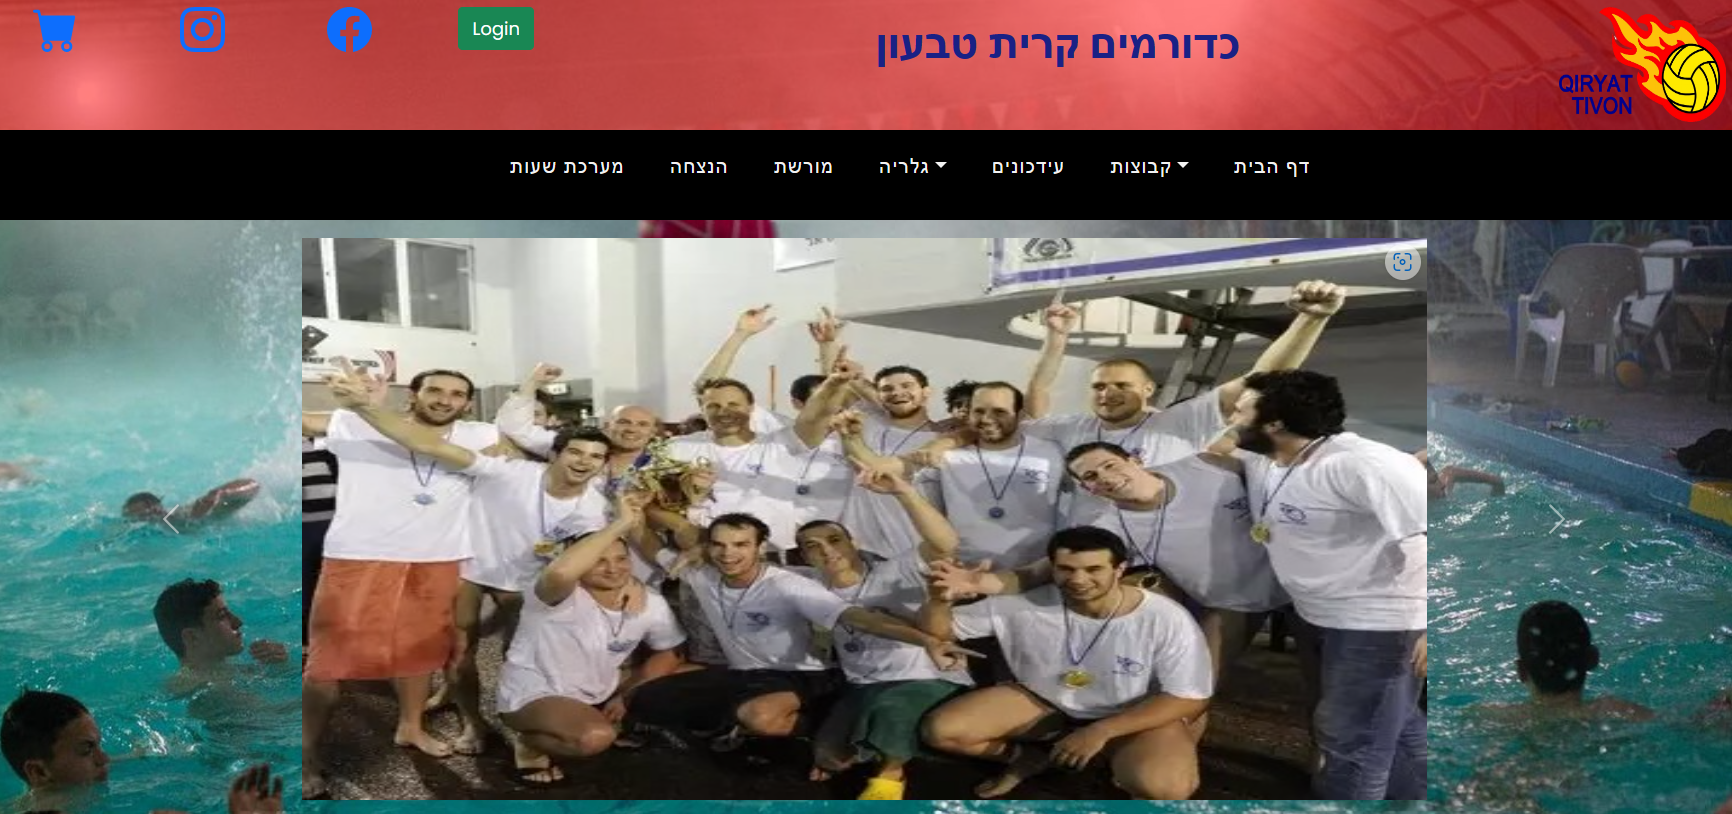 Login
כדורמים קרית טבעון
QIRYAT
TIVON
דף הבית
קבוצות
עידכונים
גלריה
מורשת
הנצחה
מערכת שעות